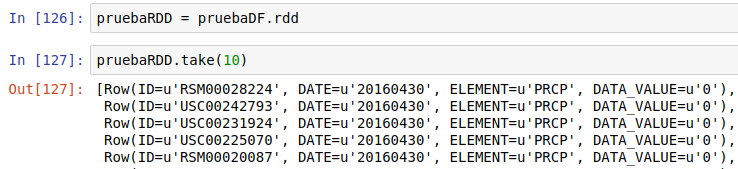 In [126]: pruebaRDD = pruebaDF.rdd
In [127]: pruebaRDD.take(10)
Out[127]: [Row(ID=u'RSM00028224', DATE=u'20160430', ELEMENT=u'PRCP', DATA_VALUE=u'0'),
Row(ID=u'USC00242793', DATE=u'20160430', ELEMENT=u'PRCP', DATA_VALUE=u'0'),
Row(ID=u'USC00231924', DATE=u'20160430', ELEMENT=u'PRCP', DATA_VALUE=u'0'),
Row(ID=u'USC00225070', DATE=u'20160430', ELEMENT=u'PRCP', DATA_VALUE=u'0'),
Row(ID=u'RSM00020087', DATE=u'20160430', ELEMENT=u'PRCP', DATA_VALUE=u'0'),